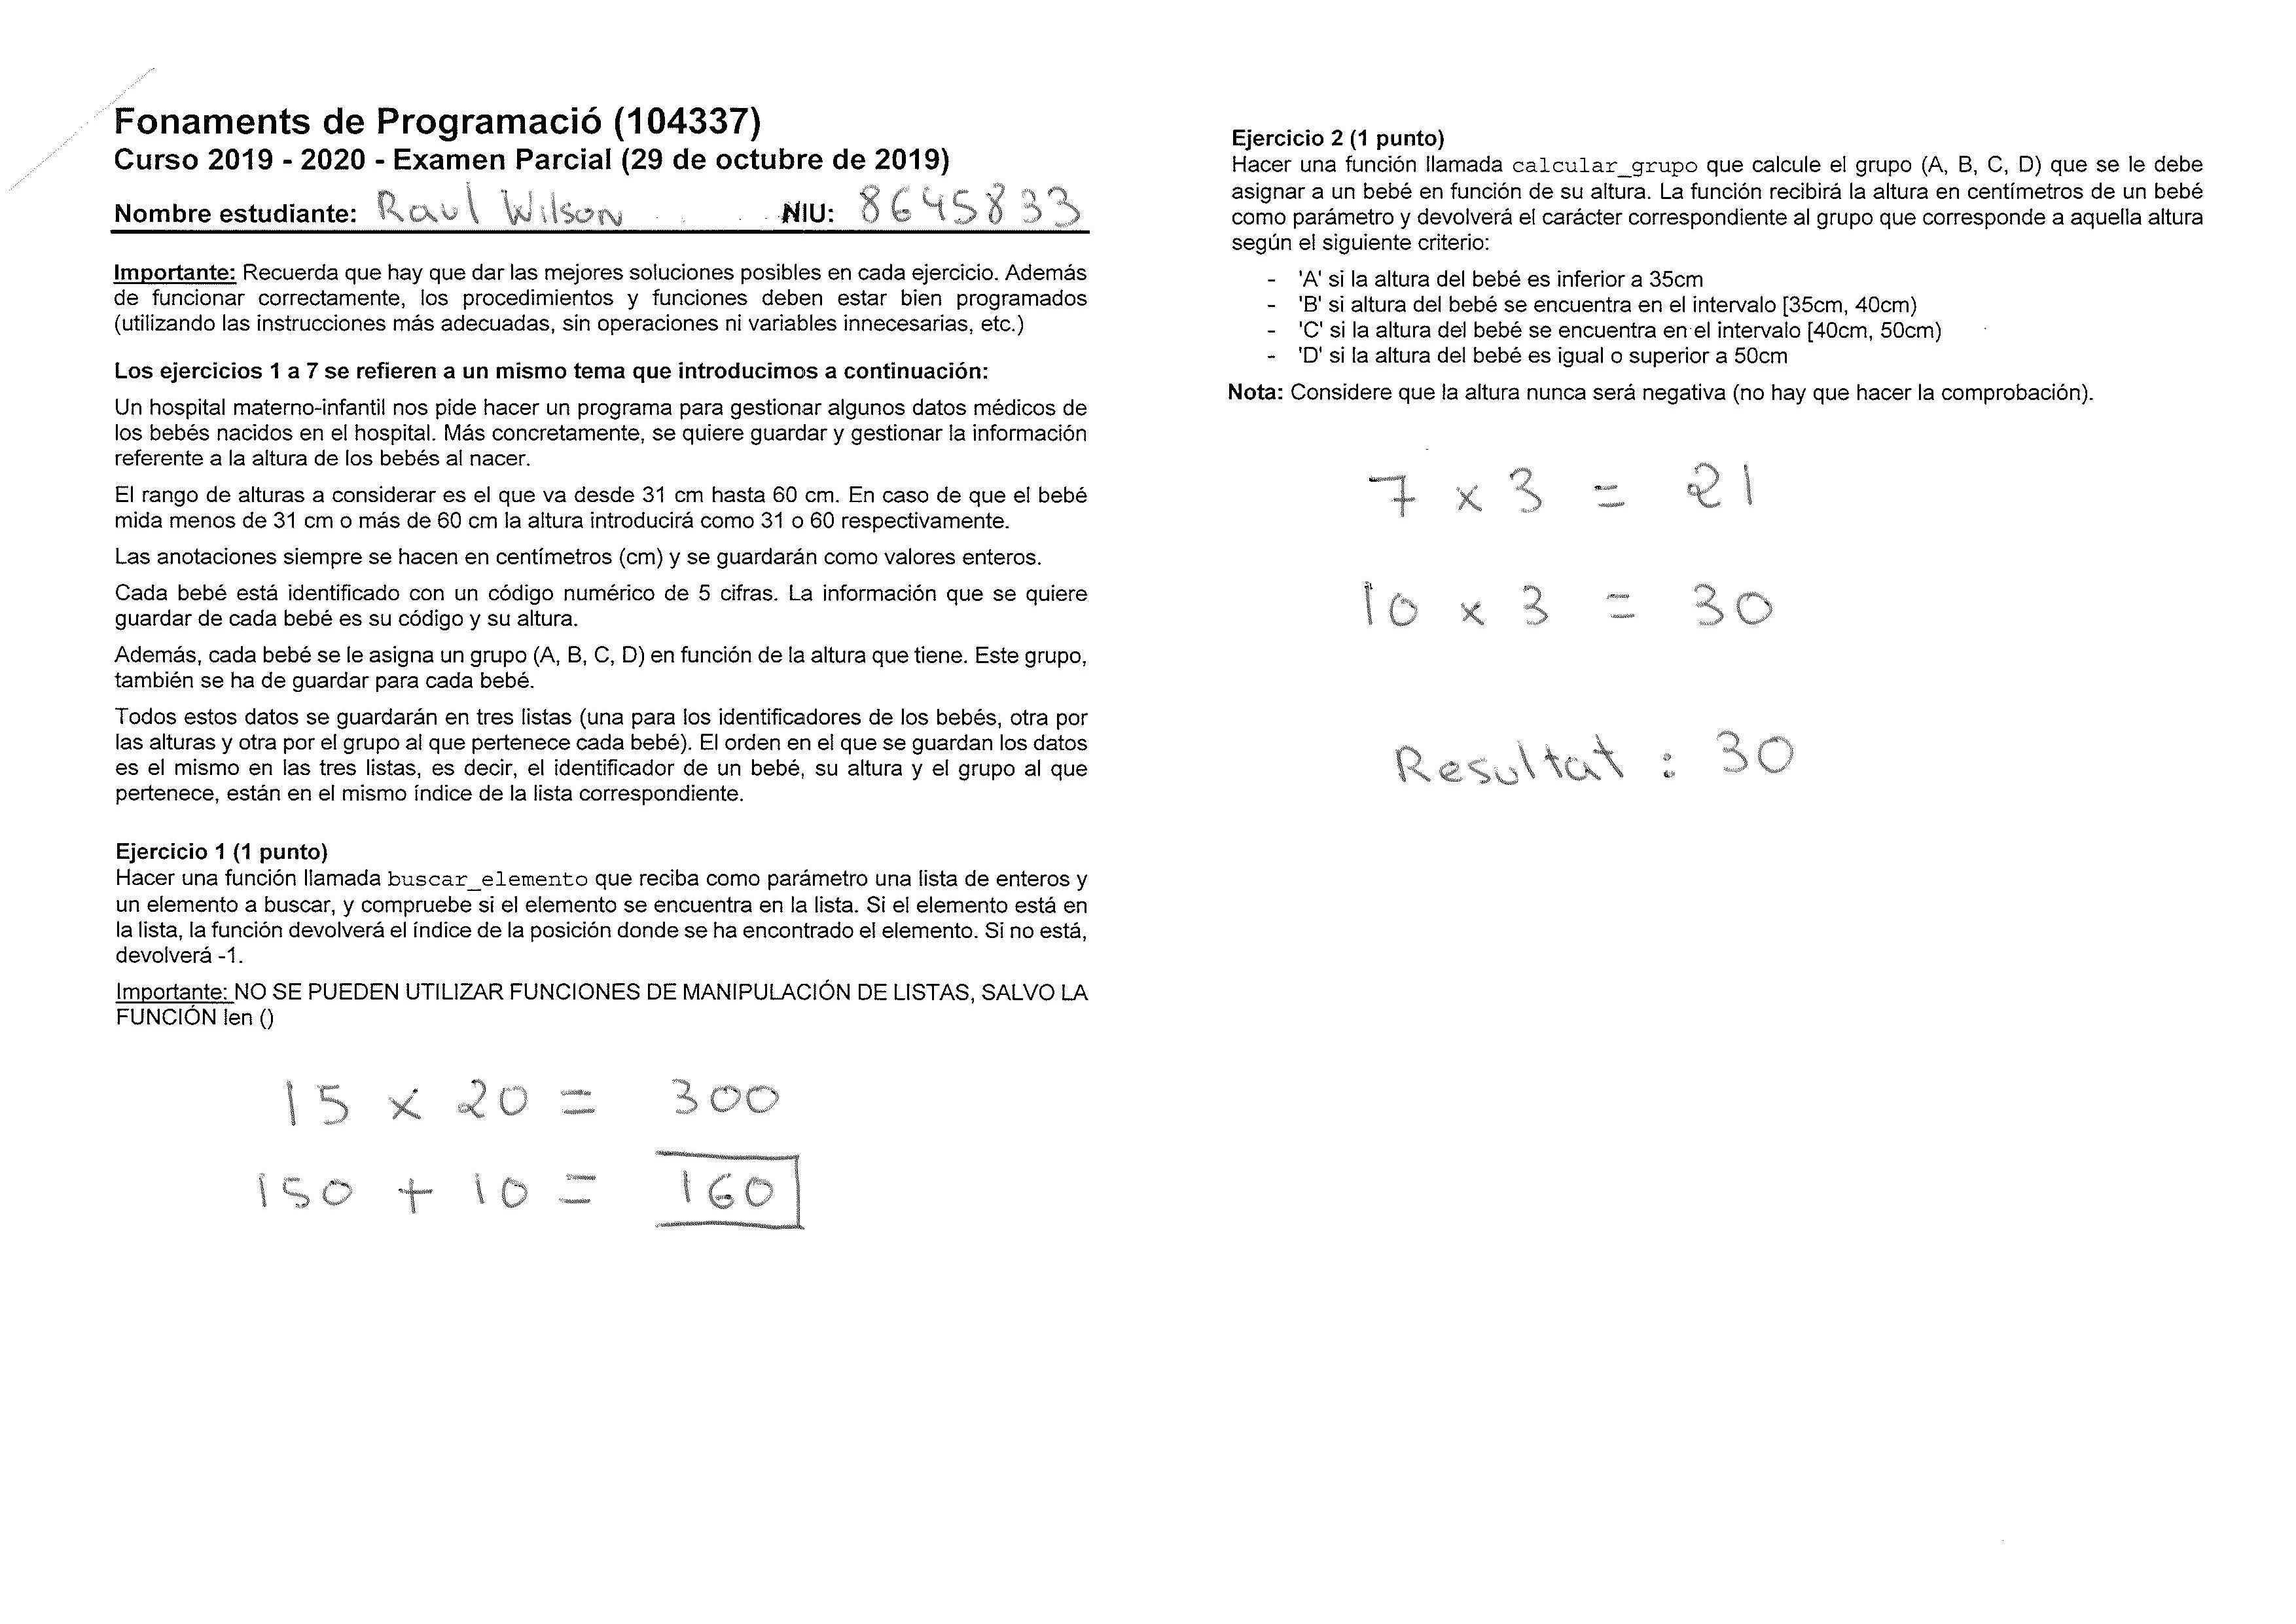 Fonaments de Programació (104337)
Curso 2019 - 2020 - Examen Parcial (29 de octubre de 2019)
Nombre estudiante: Raul Wilson NIU: 8645833
Importante: Recuerda que hay que dar las mejores soluciones posibles en cada ejercicio. Además
de funcionar correctamente, los procedimientos y funciones deben estar bien programados
(utilizando las instrucciones más adecuadas, sin operaciones ni variables innecesarias, etc.)
Los ejercicios 1 a 7 se refieren a un mismo tema que introducimos a continuación:
Un hospital materno-infantil nos pide hacer un programa para gestionar algunos datos médicos de
los bebés nacidos en el hospital. Más concretamente, se quiere guardar y gestionar la información
referente a la altura de los bebés al nacer.
El rango de alturas a considerar es el que va desde 31 cm hasta 60 cm. En caso de que el bebé
mida menos de 31 cm o más de 60 cm la altura introducirá como 31 o 60 respectivamente.
Las anotaciones siempre se hacen en centímetros (cm) y se guardarán como valores enteros.
Cada bebé está identificado con un código numérico de 5 cifras. La información que se quiere
guardar de cada bebé es su código y su altura.
Además, cada bebé se le asigna un grupo (A, B, C, D) en función de la altura que tiene. Este grupo,
también se ha de guardar para cada bebé.
Todos estos datos se guardarán en tres listas (una para los identificadores de los bebés, otra por
las alturas y otra por el grupo al que pertenece cada bebé). El orden en el que se guardan los datos
es el mismo en las tres listas, es decir, el identificador de un bebé, su altura y el grupo al que
pertenece, están en el mismo índice de la lista correspondiente.
Ejercicio 1 (1 punto)
Hacer una función llamada buscar_elemento que reciba como parámetro una lista de enteros y
un elemento a buscar, y compruebe si el elemento se encuentra en la lista. Si el elemento está en
la lista, la función devolverá el índice de la posición donde se ha encontrado el elemento. Si no está,
devolverá -1.
Importante: NO SE PUEDEN UTILIZAR FUNCIONES DE MANIPULACIÓN DE LISTAS, SALVO LA
FUNCIÓN len ()
15 x 20 = 300
150 + 10 = 160
Ejercicio 2 (1 punto)
Hacer una función llamada calcular_grupo que calcule el grupo (A, B, C, D) que se le debe
asignar a un bebé en función de su altura. La función recibirá la altura en centímetros de un bebé
como parámetro y devolverá el carácter correspondiente al grupo que corresponde a aquella altura
según el siguiente criterio:
- 'A' si la altura del bebé es inferior a 35cm
- 'B' si altura del bebé se encuentra en el intervalo [35cm, 40cm)
- 'C' si la altura del bebé se encuentra en el intervalo [40cm, 50cm)
- 'D' si la altura del bebé es igual o superior a 50cm
Nota: Considere que la altura nunca será negativa (no hay que hacer la comprobación).
7 x 3 = 21
10 x 3 = 30
Resultat : 30